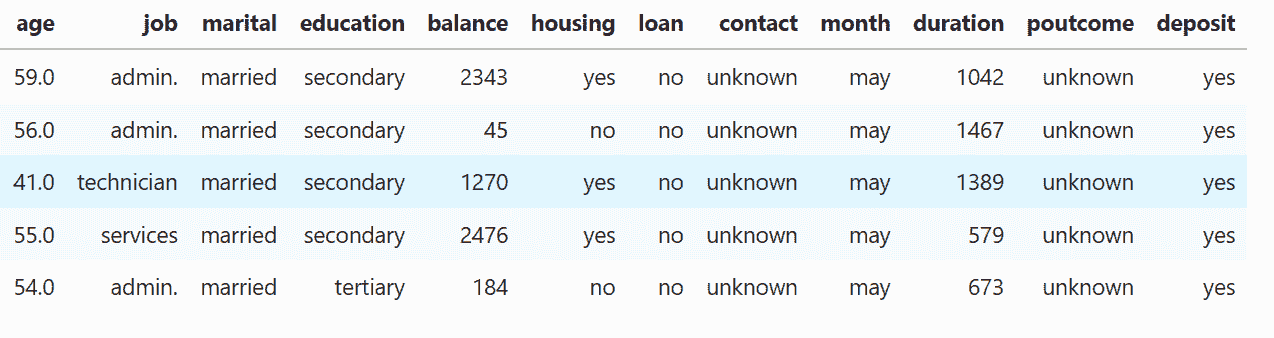 age job marital education balance housing loan contact month duration poutcome deposit
59.0 admin. married secondary 2343 yes no unknown may 1042 unknown yes
56.0 admin. married secondary 45 no no unknown may 1467 unknown yes
41.0 technician married secondary 1270 yes no unknown may 1389 unknown yes
55.0 services married secondary 2476 yes no unknown may 579 unknown yes
54.0 admin. married tertiary 184 no no unknown may 673 unknown yes